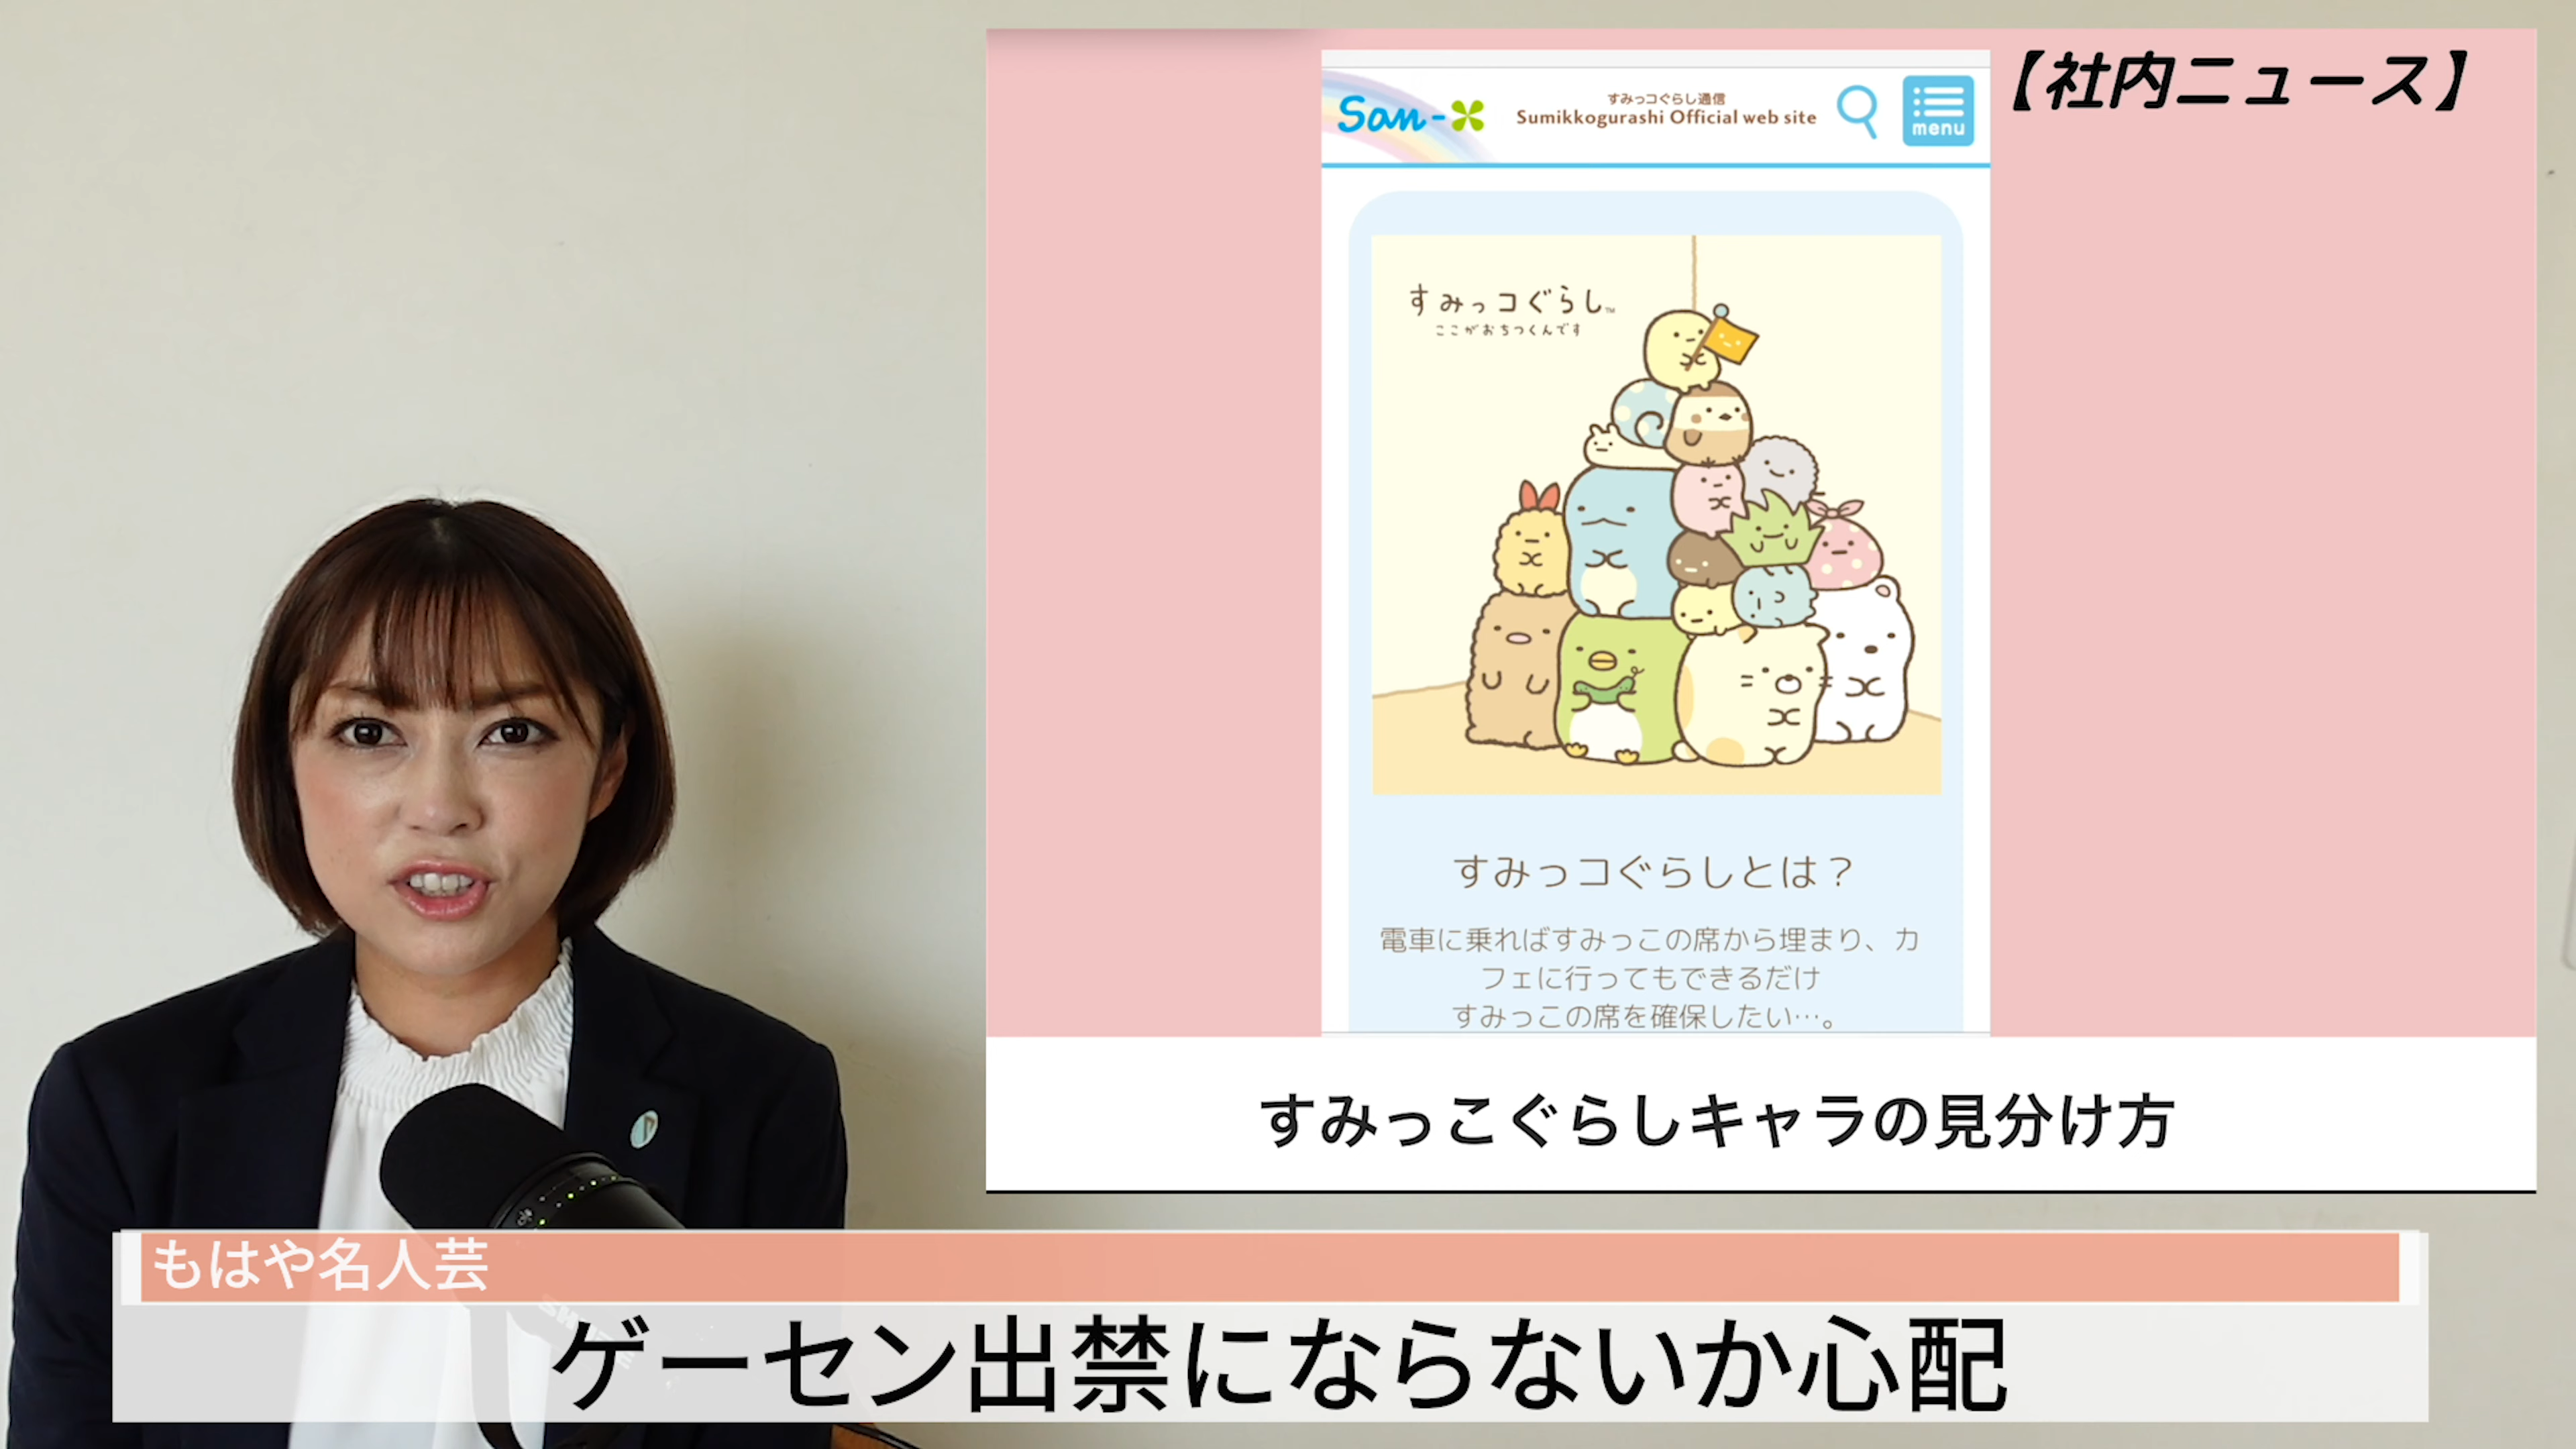 【社内ニュース】
San-X
すみっコぐらし通信
Sumikkogurashi Official web site
menu
すみっコぐらし™
ここがおちつくんです
すみっコぐらしとは？
電車に乗ればすみっこの席から埋まり、カ
フェに行ってもできるだけ
すみっこの席を確保したい…。
すみっこぐらしキャラの見分け方
もはや名人芸
ゲーセン出禁にならないか心配